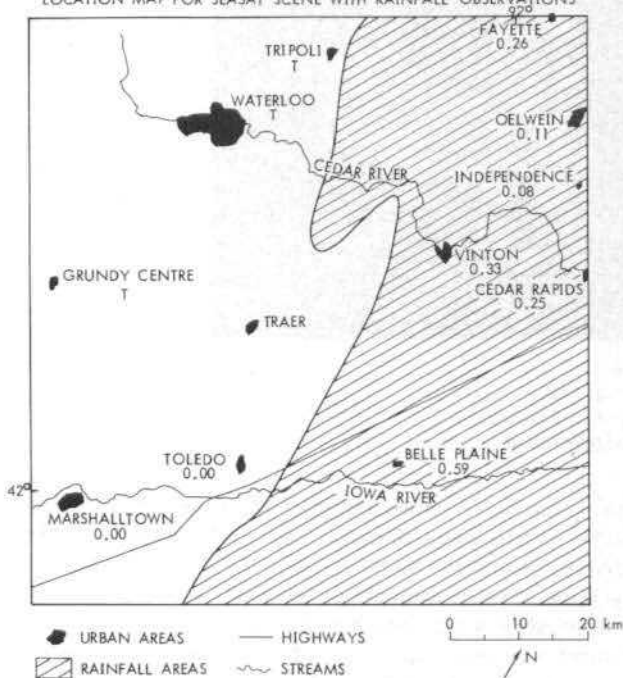 LOCATION MAP FOR SEASAT SCENE WITH RAINFALL OBSERVATIONS
92°
FAYETTE
0.26
TRIPOLI
T
WATERLOO
T
OELWEIN
0.11
CEDAR RIVER
INDEPENDENCE
0.08
VINTON
0.33
GRUNDY CENTRE
T
CEDAR RAPIDS
0.25
TRAER
TOLEDO
0.00
BELLE PLAINE
0.59
42°
IOWA RIVER
MARSHALLTOWN
0.00
URBAN AREAS
HIGHWAYS
0 10 20 km
RAINFALL AREAS
STREAMS
N